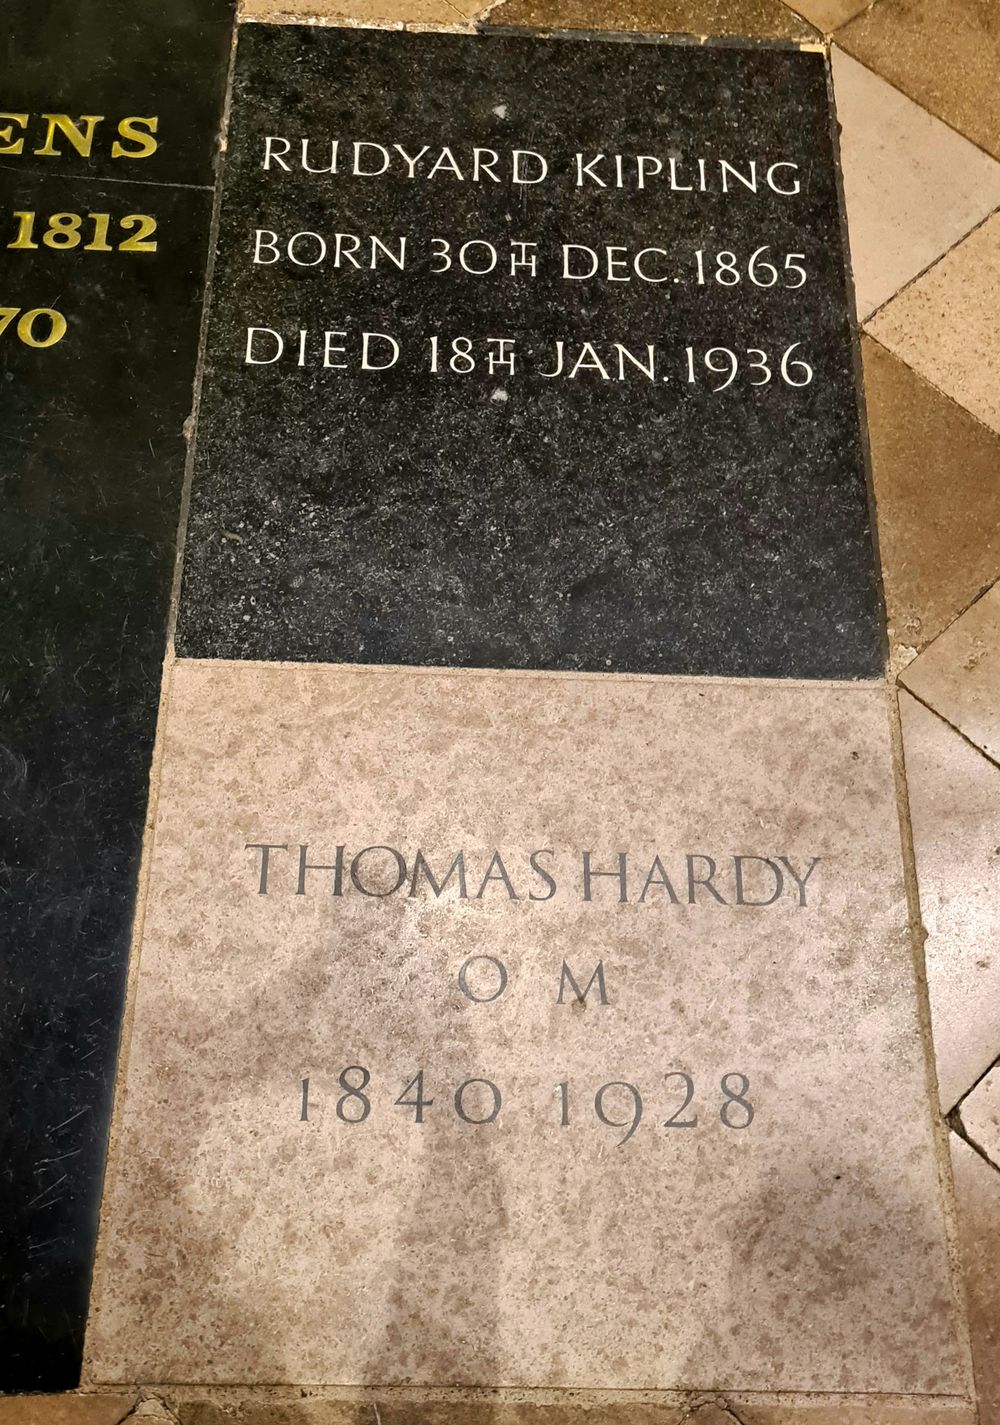 ENS
1812
70
RUDYARD KIPLING
BORN 30TH DEC. 1865
DIED 18TH JAN. 1936
THOMAS HARDY
O M
1840 1928